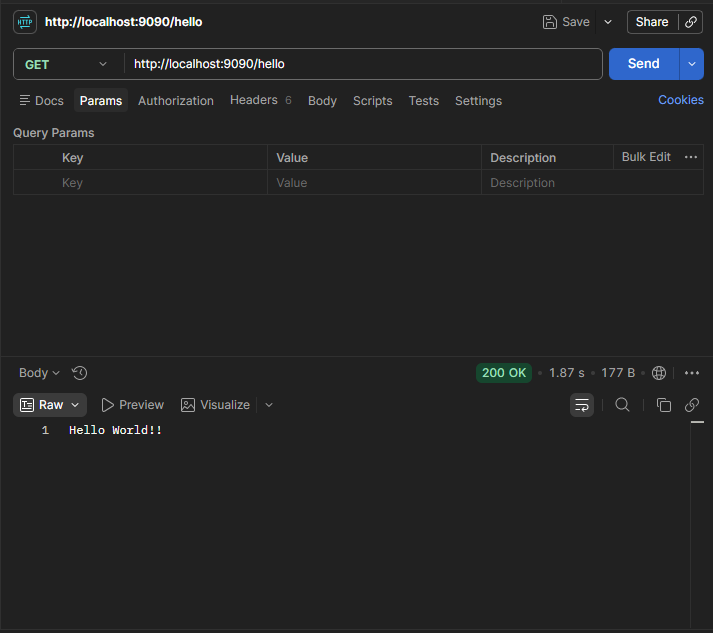 HTTP http://localhost:9090/hello Save Share
GET http://localhost:9090/hello Send
Docs Params Authorization Headers 6 Body Scripts Tests Settings Cookies
Query Params
Key Value Description Bulk Edit ···
Key Value Description
Body 200 OK • 1.87 s • 177 B • ···
Raw Preview Visualize
1 Hello World!!